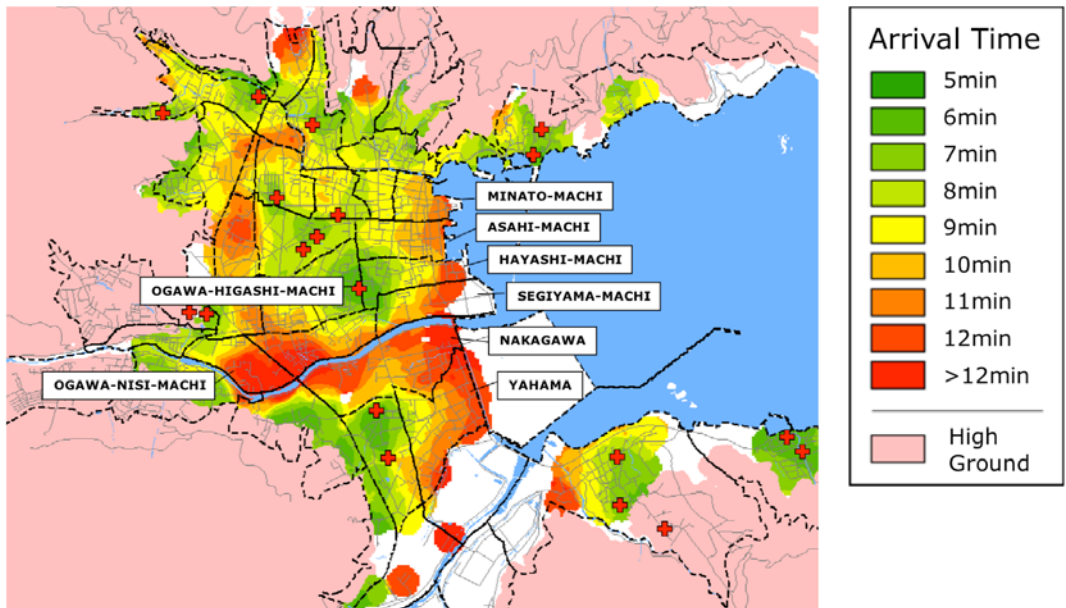 MINATO-MACHI
ASAHI-MACHI
HAYASHI-MACHI
OGAWA-HIGASHI-MACHI
SEGIYAMA-MACHI
NAKAGAWA
OGAWA-NISI-MACHI
YAHAMA
Arrival Time
5min
6min
7min
8min
9min
10min
11min
12min
>12min
High
Ground